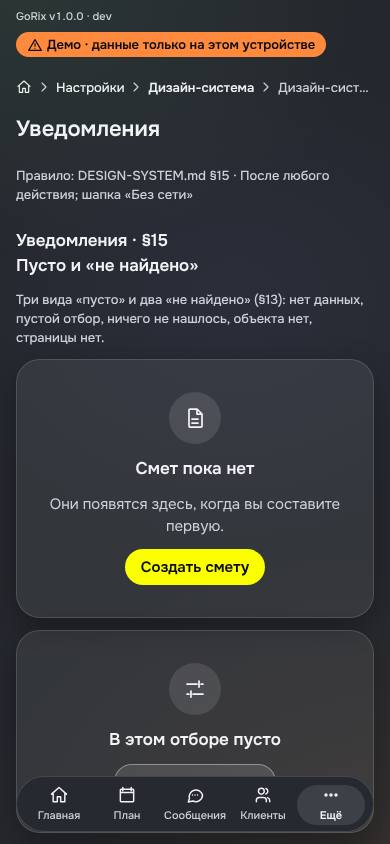 GoRix v1.0.0 · dev
Демо · данные только на этом устройстве
Настройки > Дизайн-система > Дизайн-сист…
Уведомления
Правило: DESIGN-SYSTEM.md §15 · После любого
действия; шапка «Без сети»
Уведомления · §15
Пусто и «не найдено»
Три вида «пусто» и два «не найдено» (§13): нет данных,
пустой отбор, ничего не нашлось, объекта нет,
страницы нет.
Смет пока нет
Они появятся здесь, когда вы составите
первую.
Создать смету
В этом отборе пусто
Главная
План
Сообщения
Клиенты
Ещё